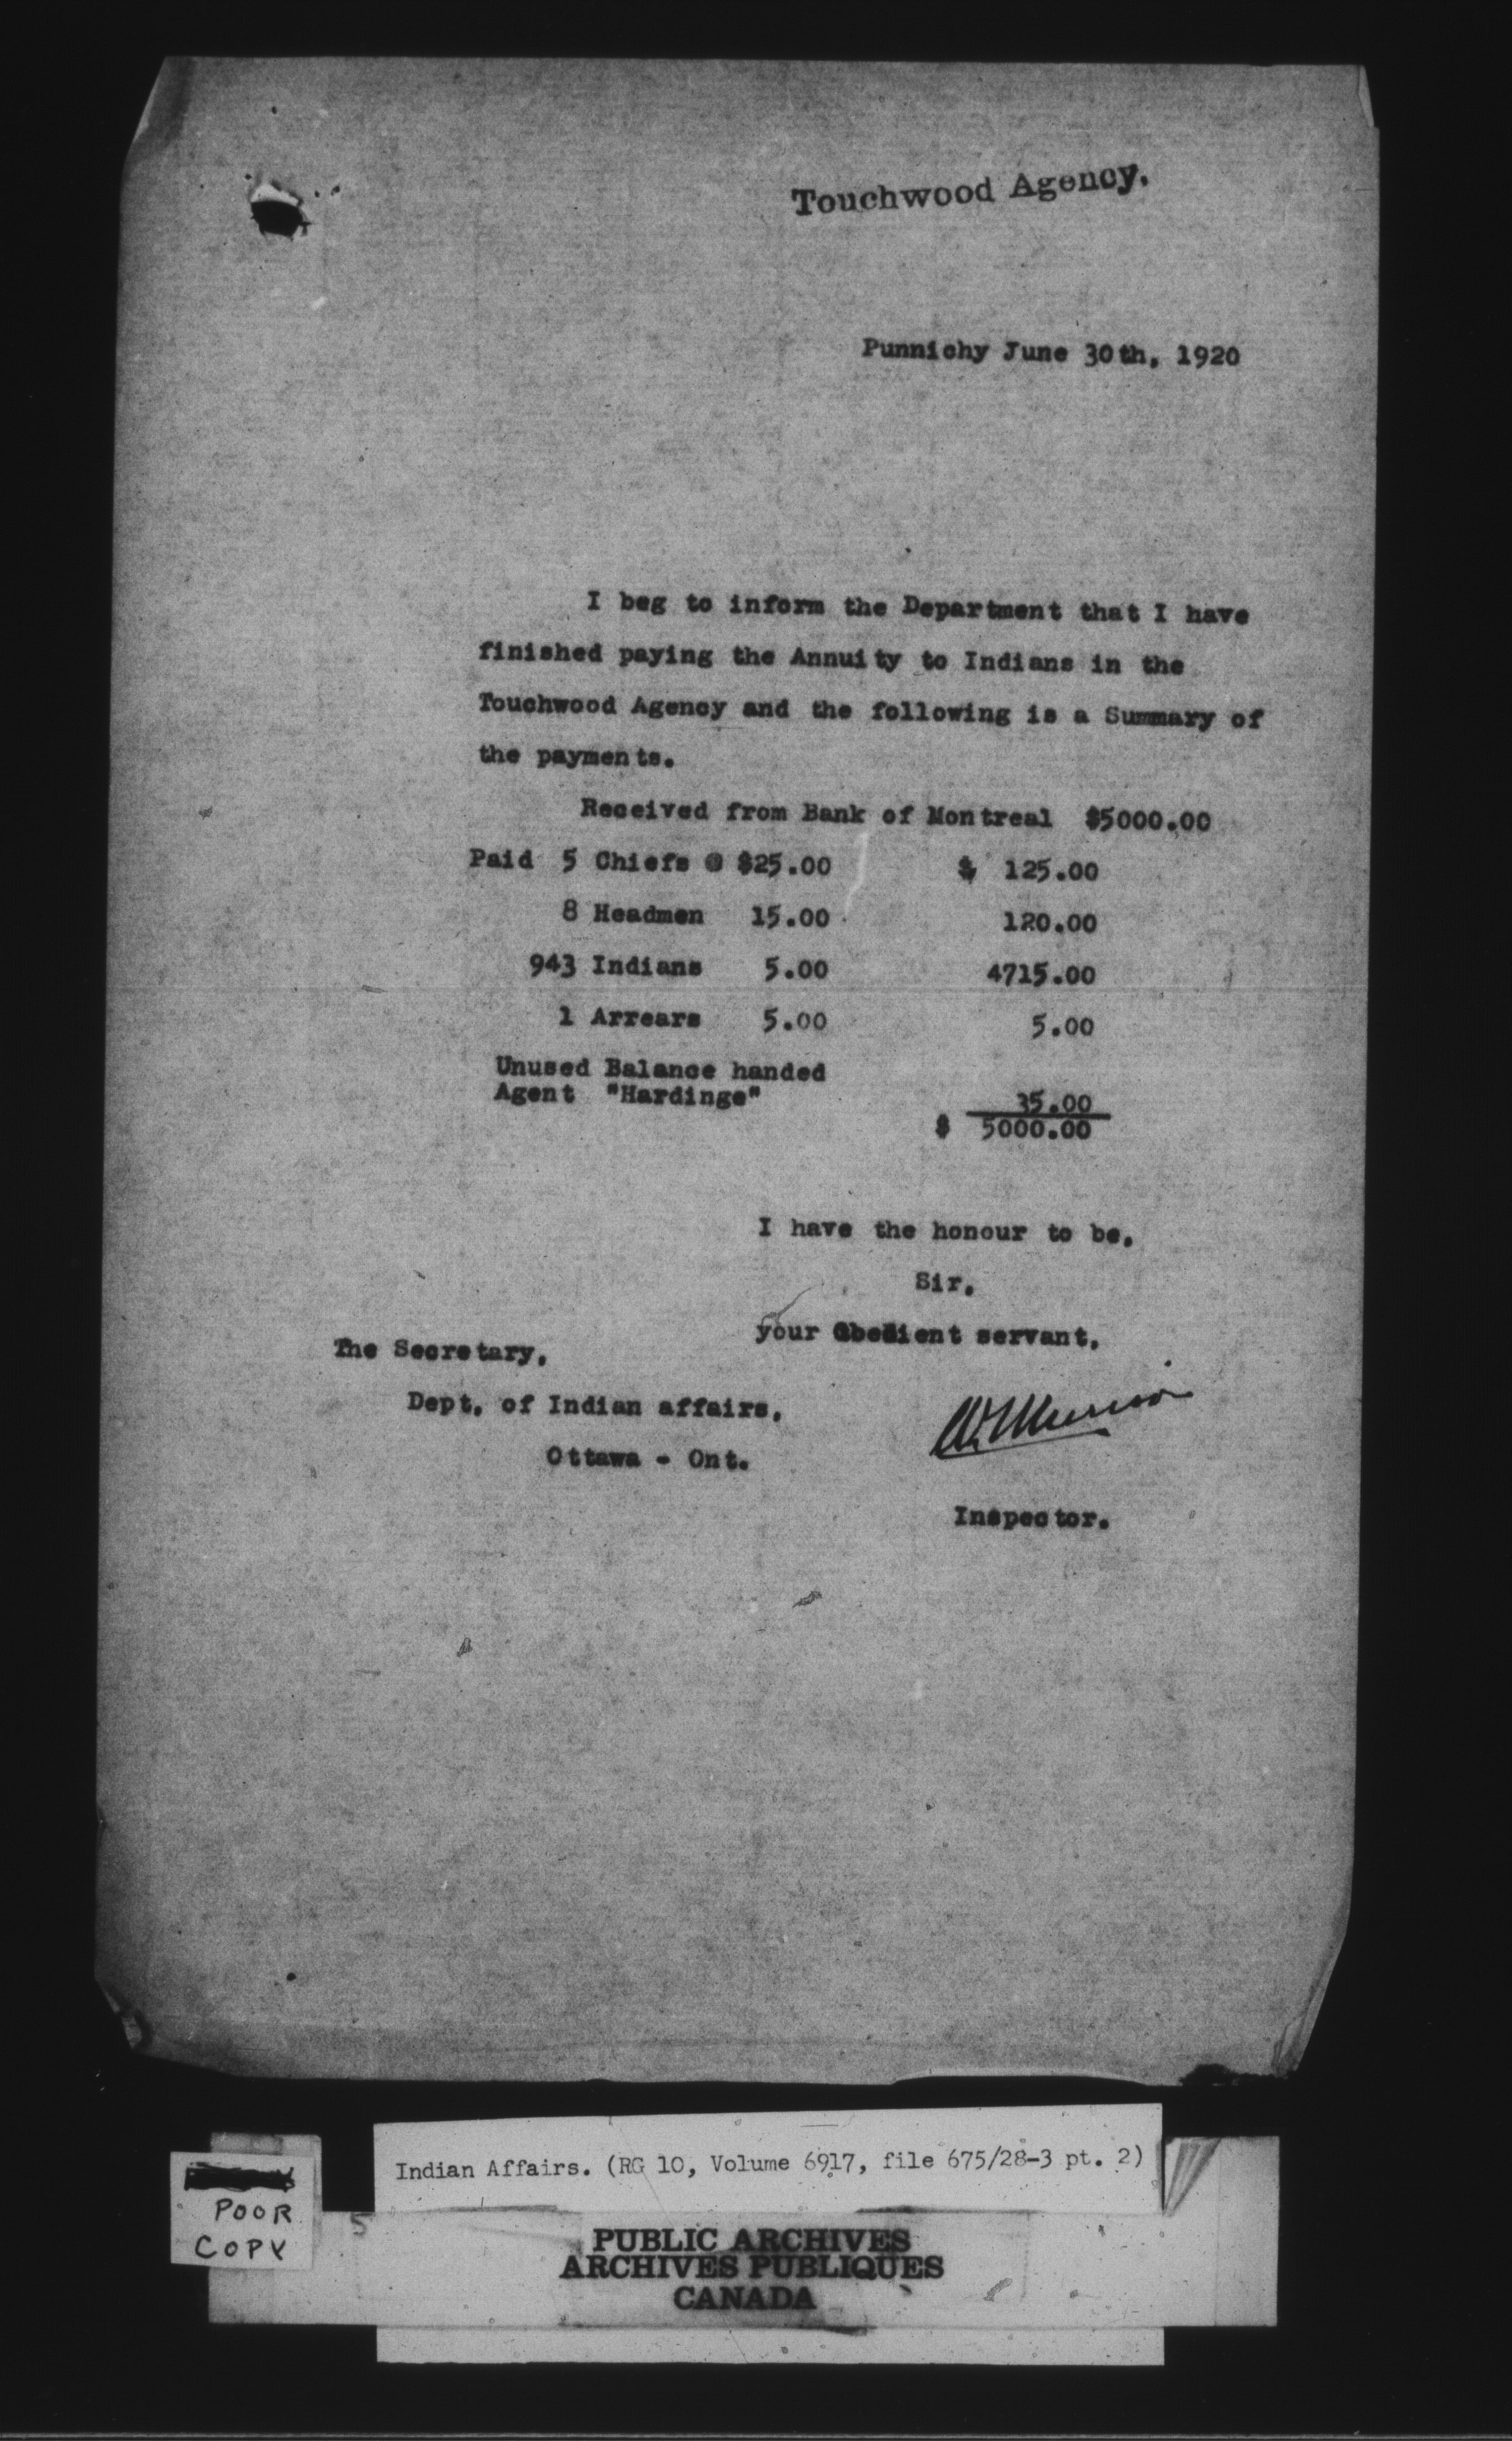 Touchwood Agency.
Punnichy June 30th, 1920
I beg to inform the Department that I have
finished paying the Annuity to Indians in the
Touchwood Agency and the following is a Summary of
the payments.
Received from Bank of Montreal $5000.00
Paid 5 Chiefs @ $25.00 $ 125.00
8 Headmen 15.00 120.00
943 Indians 5.00 4715.00
1 Arrears 5.00 5.00
Unused Balance handed
Agent "Hardinge" 35.00
$ 5000.00
I have the honour to be,
Sir,
your Obedient servant,
The Secretary,
Dept. of Indian affairs,
Ottawa - Ont.
Inspector.
Indian Affairs. (RG 10, Volume 6917, file 675/28-3 pt. 2)
POOR
COPY
5
PUBLIC ARCHIVES
ARCHIVES PUBLIQUES
CANADA